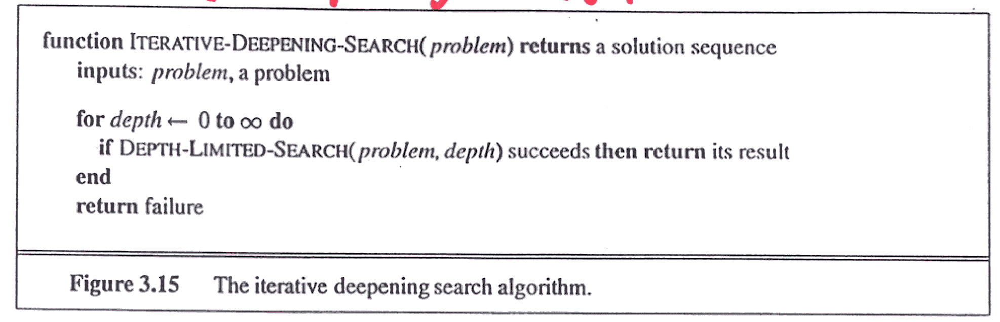 function ITERATIVE-DEEPENING-SEARCH(problem) returns a solution sequence
inputs: problem, a problem
for depth ← 0 to ∞ do
if DEPTH-LIMITED-SEARCH(problem, depth) succeeds then return its result
end
return failure
Figure 3.15 The iterative deepening search algorithm.